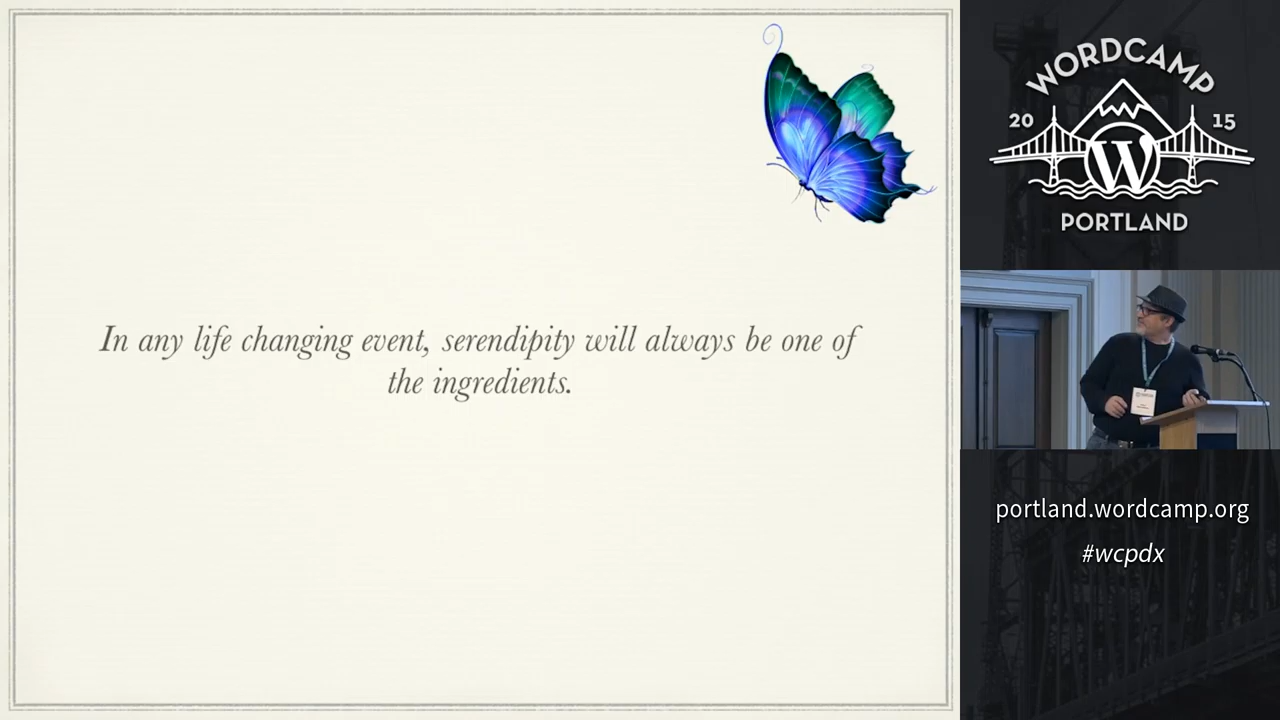 In any life changing event, serendipity will always be one of
the ingredients.
WORDCAMP
20 15
W
PORTLAND
portland.wordcamp.org
#wcpdx